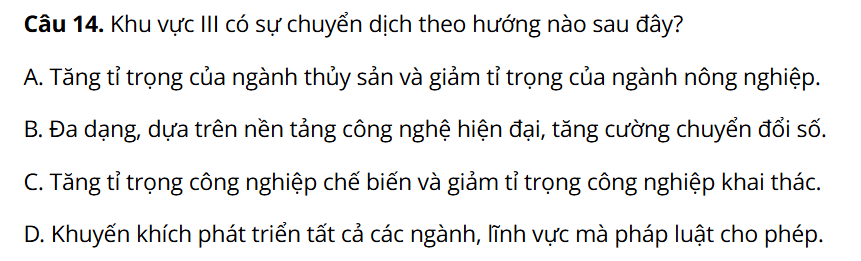 Câu 14. Khu vực III có sự chuyển dịch theo hướng nào sau đây?
A. Tăng tỉ trọng của ngành thủy sản và giảm tỉ trọng của ngành nông nghiệp.
B. Đa dạng, dựa trên nền tảng công nghệ hiện đại, tăng cường chuyển đổi số.
C. Tăng tỉ trọng công nghiệp chế biến và giảm tỉ trọng công nghiệp khai thác.
D. Khuyến khích phát triển tất cả các ngành, lĩnh vực mà pháp luật cho phép.